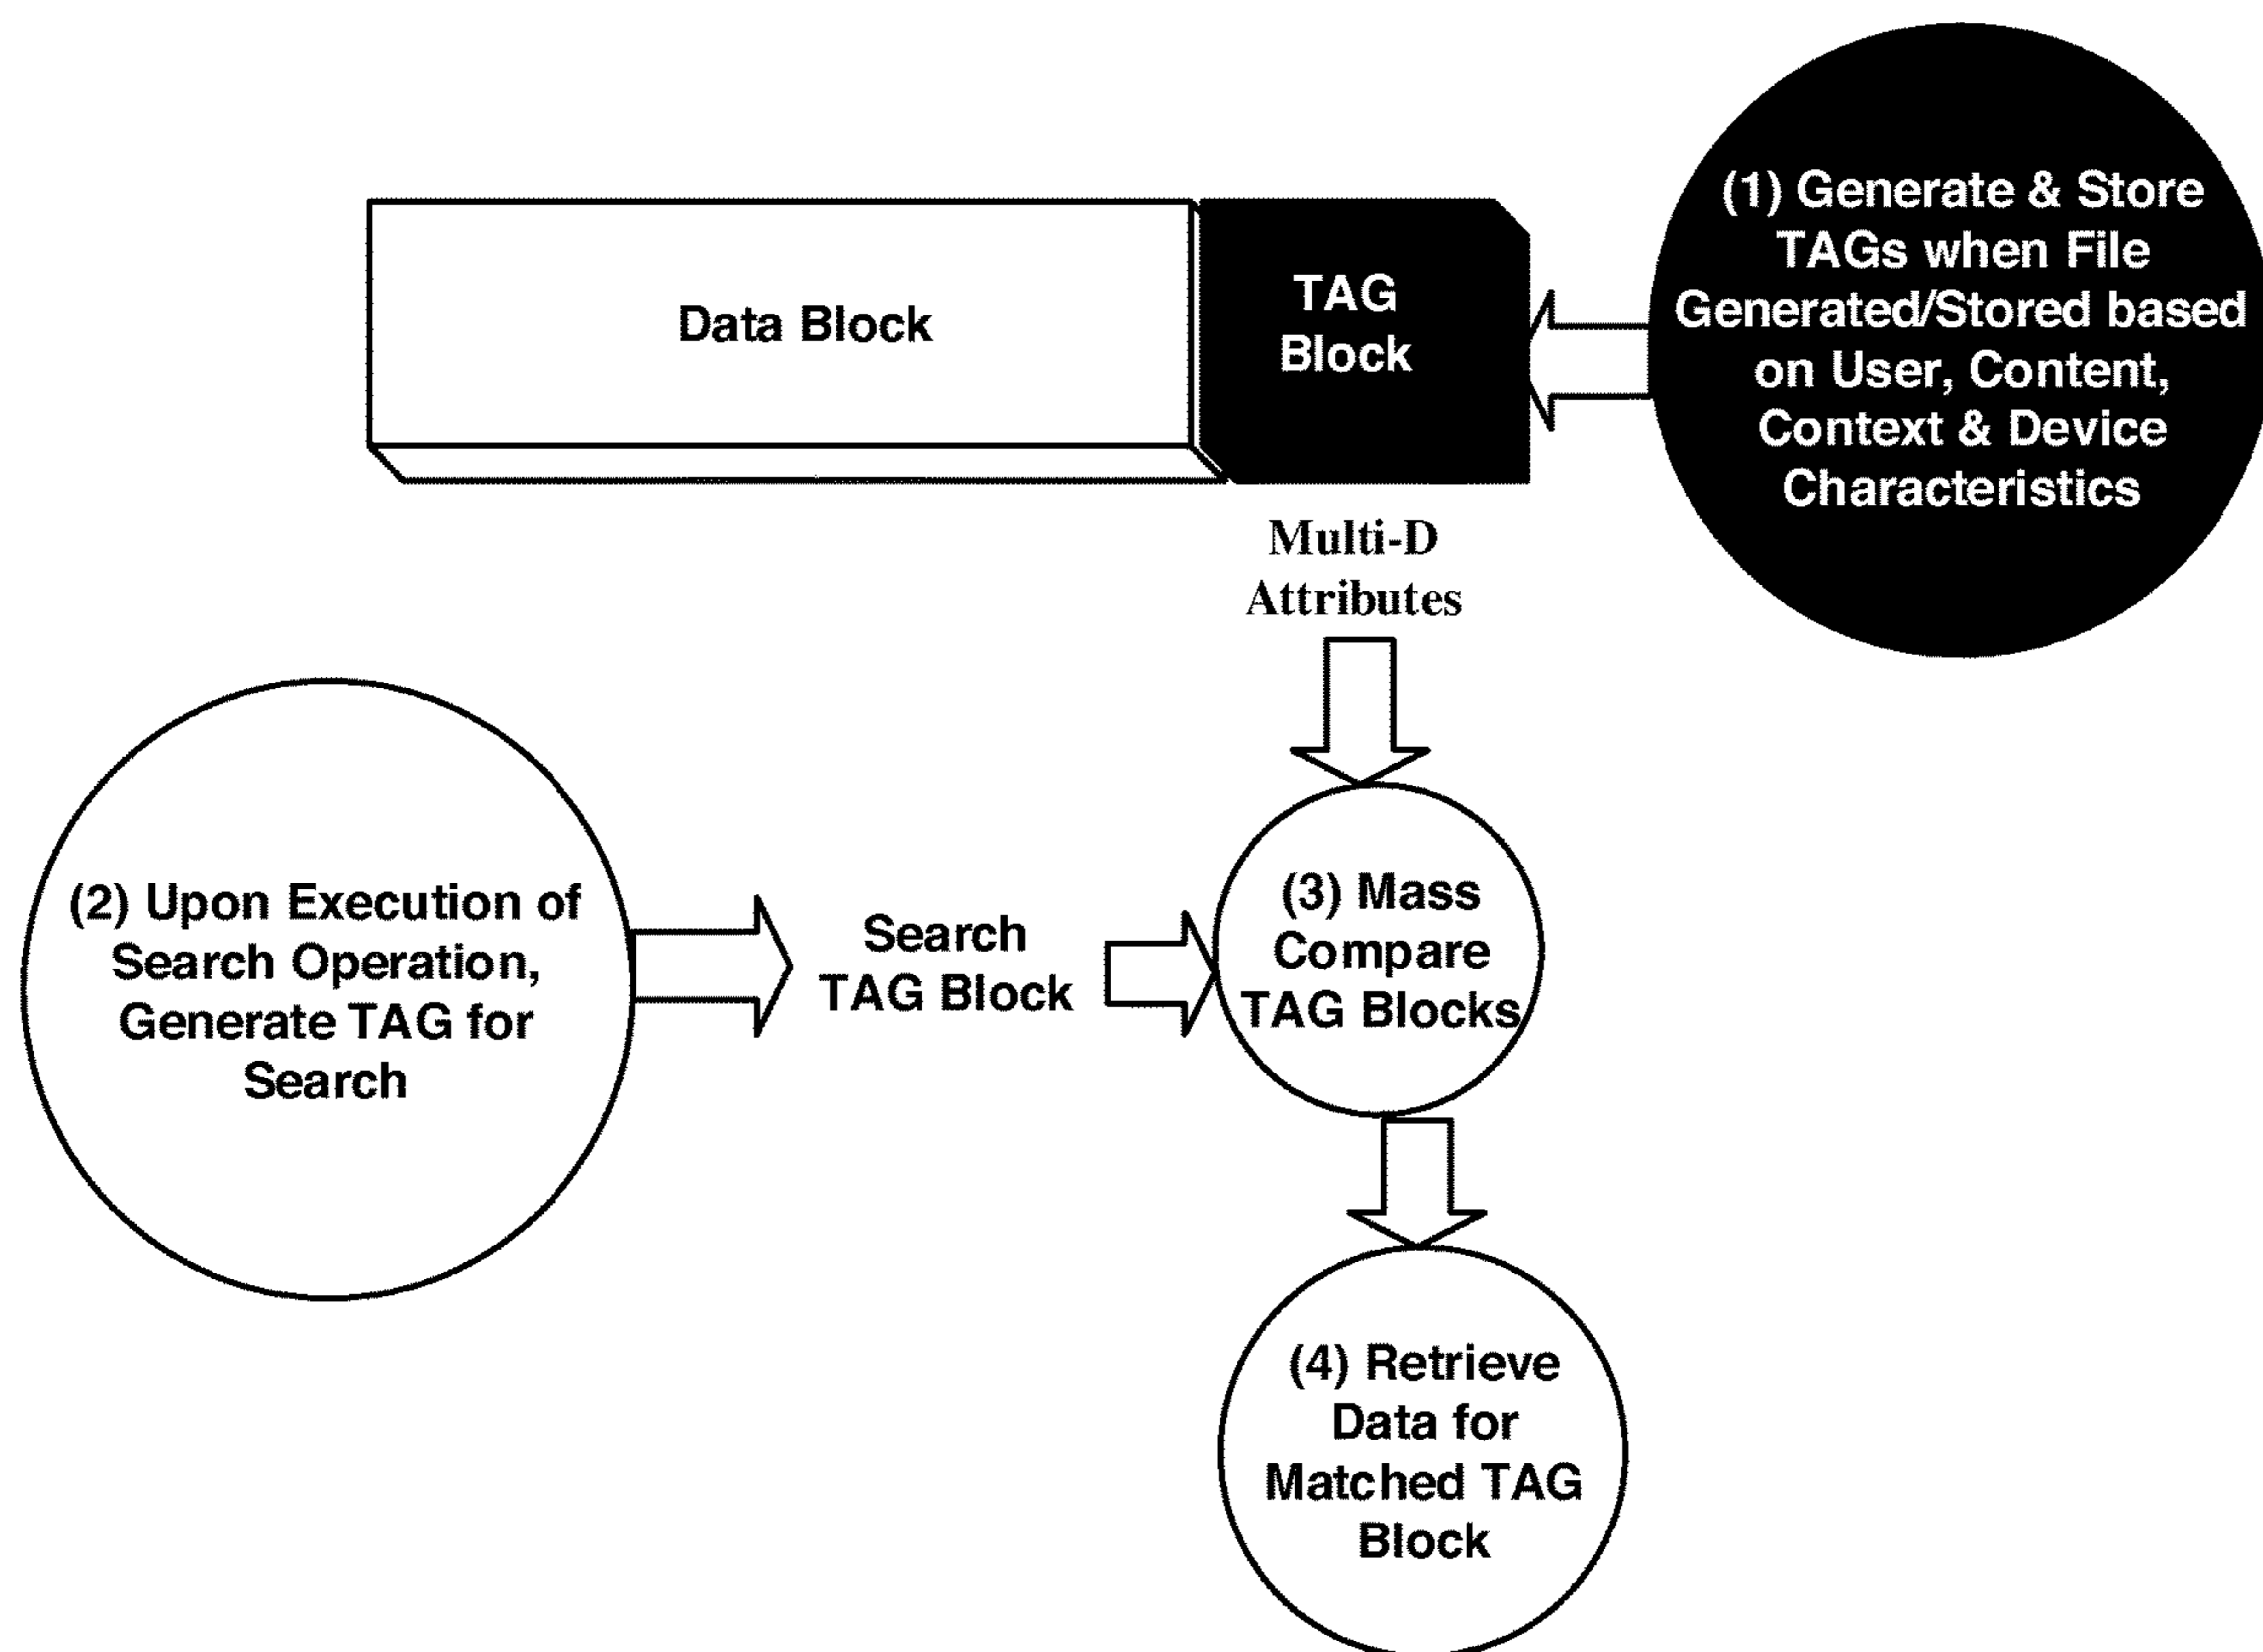 (1) Generate & Store
TAGs when File
Generated/Stored based
on User, Content,
Context & Device
Characteristics
Data Block
TAG
Block
Multi-D
Attributes
(2) Upon Execution of
Search Operation,
Generate TAG for
Search
Search
TAG Block
(3) Mass
Compare
TAG Blocks
(4) Retrieve
Data for
Matched TAG
Block